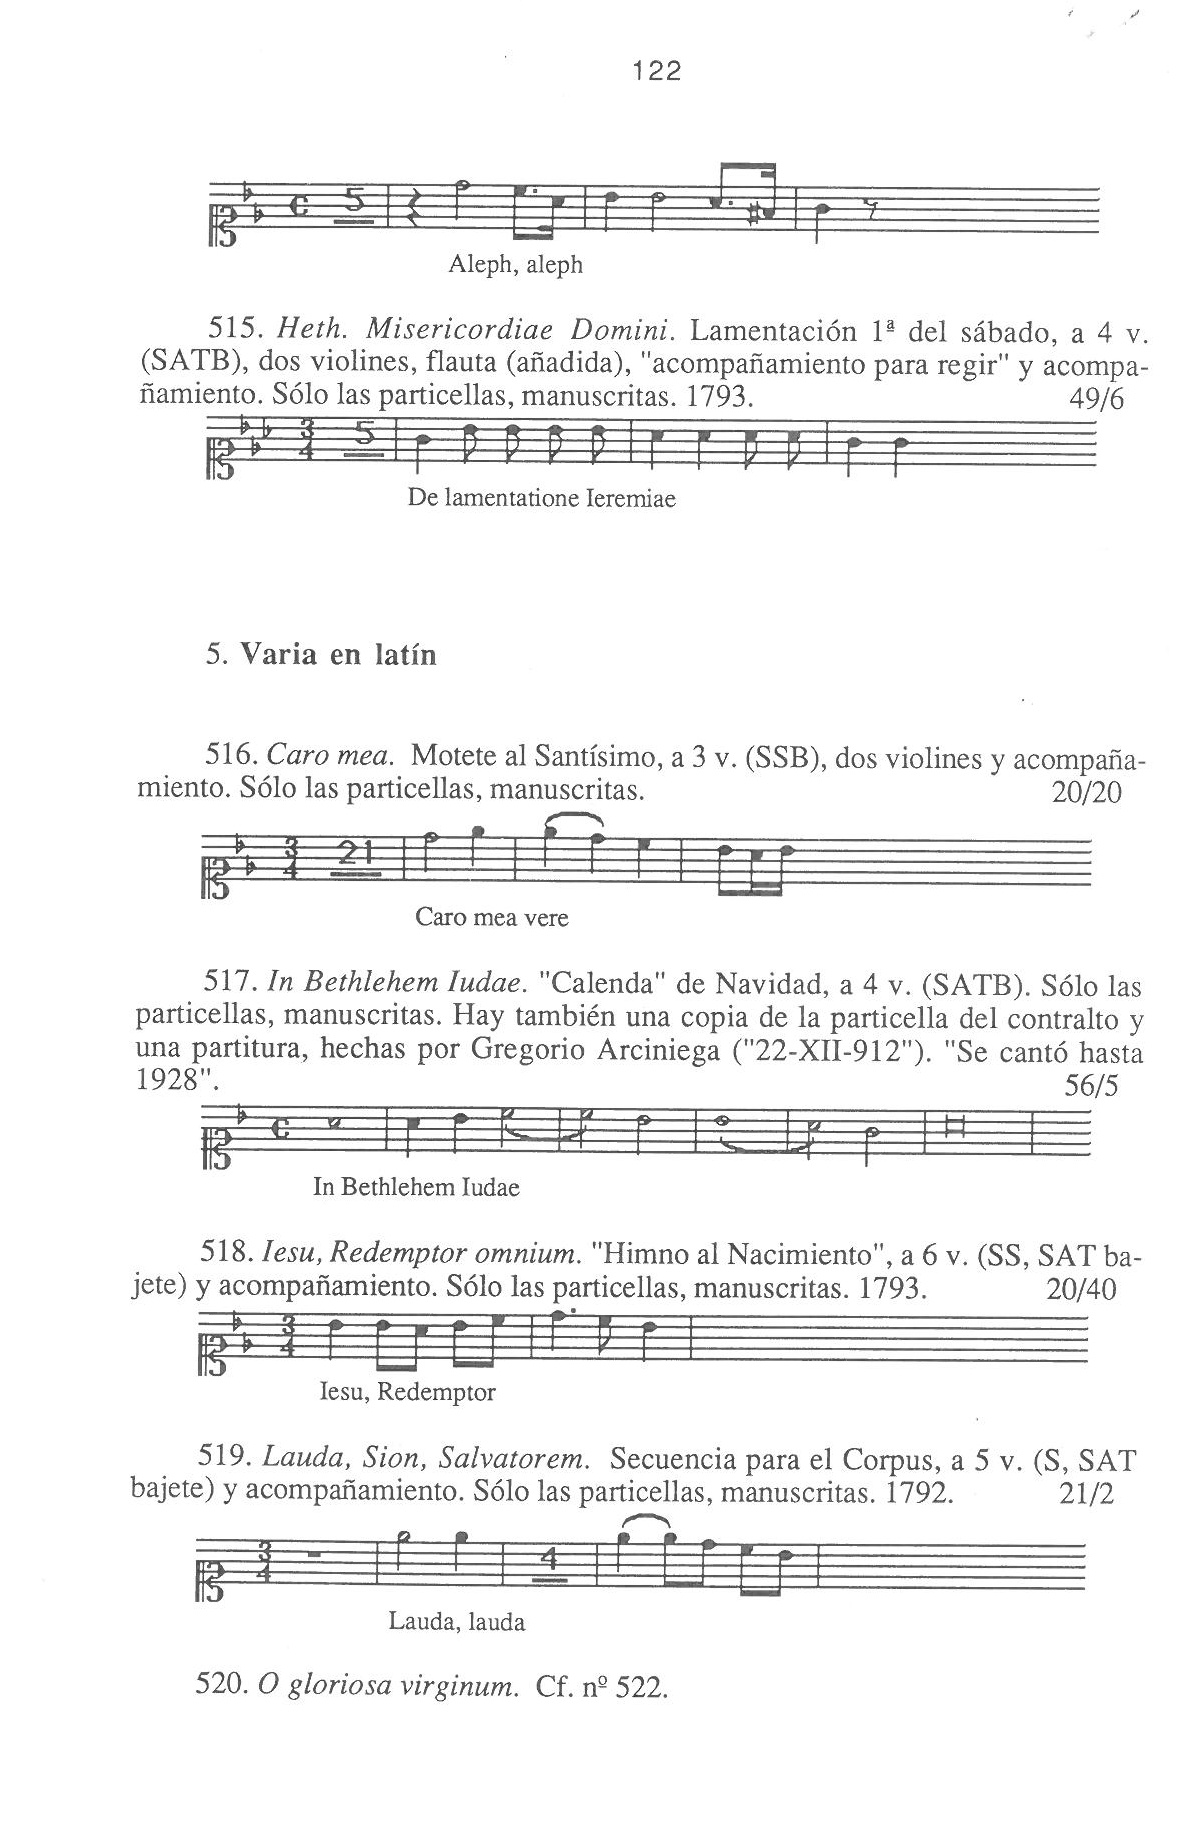 122
5
Aleph, aleph
515. Heth. Misericordiae Domini. Lamentación 1ª del sábado, a 4 v.
(SATB), dos violines, flauta (añadida), "acompañamiento para regir" y acompa-
ñamiento. Sólo las particellas, manuscritas. 1793. 49/6
3/4 5
De lamentatione Ieremiae
5. Varia en latín
516. Caro mea. Motete al Santísimo, a 3 v. (SSB), dos violines y acompaña-
miento. Sólo las particellas, manuscritas. 20/20
3/4 21
Caro mea vere
517. In Bethlehem Iudae. "Calenda" de Navidad, a 4 v. (SATB). Sólo las
particellas, manuscritas. Hay también una copia de la particella del contralto y
una partitura, hechas por Gregorio Arciniega ("22-XII-912"). "Se cantó hasta
1928". 56/5
In Bethlehem Iudae
518. Iesu, Redemptor omnium. "Himno al Nacimiento", a 6 v. (SS, SAT ba-
jete) y acompañamiento. Sólo las particellas, manuscritas. 1793. 20/40
3/4
Iesu, Redemptor
519. Lauda, Sion, Salvatorem. Secuencia para el Corpus, a 5 v. (S, SAT
bajete) y acompañamiento. Sólo las particellas, manuscritas. 1792. 21/2
3/4 4
Lauda, lauda
520. O gloriosa virginum. Cf. nº 522.